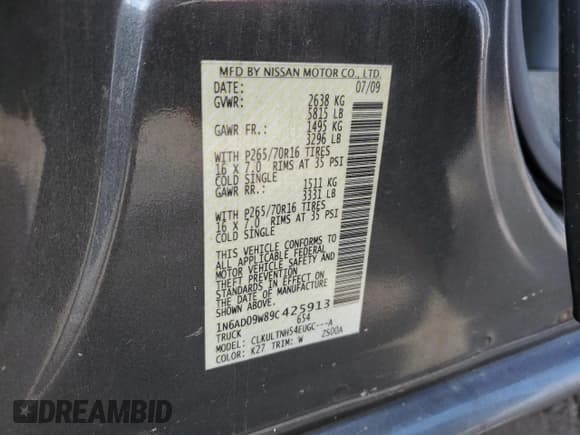 MFD BY NISSAN MOTOR CO., LTD.
DATE: 07/09
GVWR: 2638 KG
5815 LB
GAWR FR.: 1495 KG
3296 LB
WITH P265/70R16 TIRES
16 X 7.0 RIMS AT 35 PSI
COLD SINGLE
GAWR RR.: 1511 KG
3331 LB
WITH P265/70R16 TIRES
16 X 7.0 RIMS AT 35 PSI
COLD SINGLE
THIS VEHICLE CONFORMS TO
ALL APPLICABLE FEDERAL
MOTOR VEHICLE SAFETY AND
THEFT PREVENTION
STANDARDS IN EFFECT ON
THE DATE OF MANUFACTURE
SHOWN ABOVE.
1N6AD09W89C425913
TRUCK 654
MODEL: CLKULTNHS4EUGC---A
COLOR: K27 TRIM: W 2S00A
DREAMBID